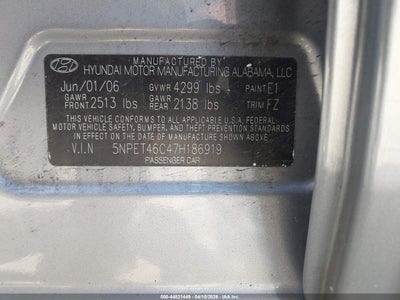 HYUNDAI MOTOR MANUFACTURING ALABAMA, LLC
Jun/01/06 GVWR 4299 lbs PAINT E1
GAWR FRONT 2513 lbs GAWR REAR 2138 lbs TRIM FZ
THIS VEHICLE CONFORMS TO ALL APPLICABLE U.S.A. FEDERAL
MOTOR VEHICLE SAFETY, BUMPER, AND THEFT PREVENTION
STANDARDS IN EFFECT ON THE DATE OF MANUFACTURE SHOWN ABOVE.
V.I.N 5NPET46C47H186919
PASSENGER CAR